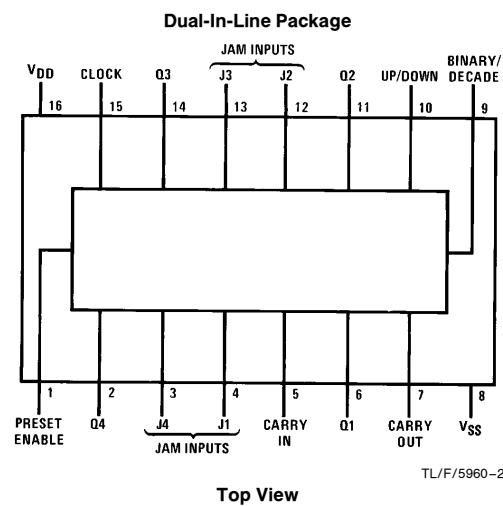 Dual-In-Line Package
JAM INPUTS
BINARY/
VDD CLOCK Q3 J3 J2 Q2 UP/DOWN DECADE
16 15 14 13 12 11 10 9
1 2 3 4 5 6 7 8
PRESET Q4 J4 J1 CARRY Q1 CARRY VSS
ENABLE IN OUT
JAM INPUTS
TL/F/5960–2
Top View